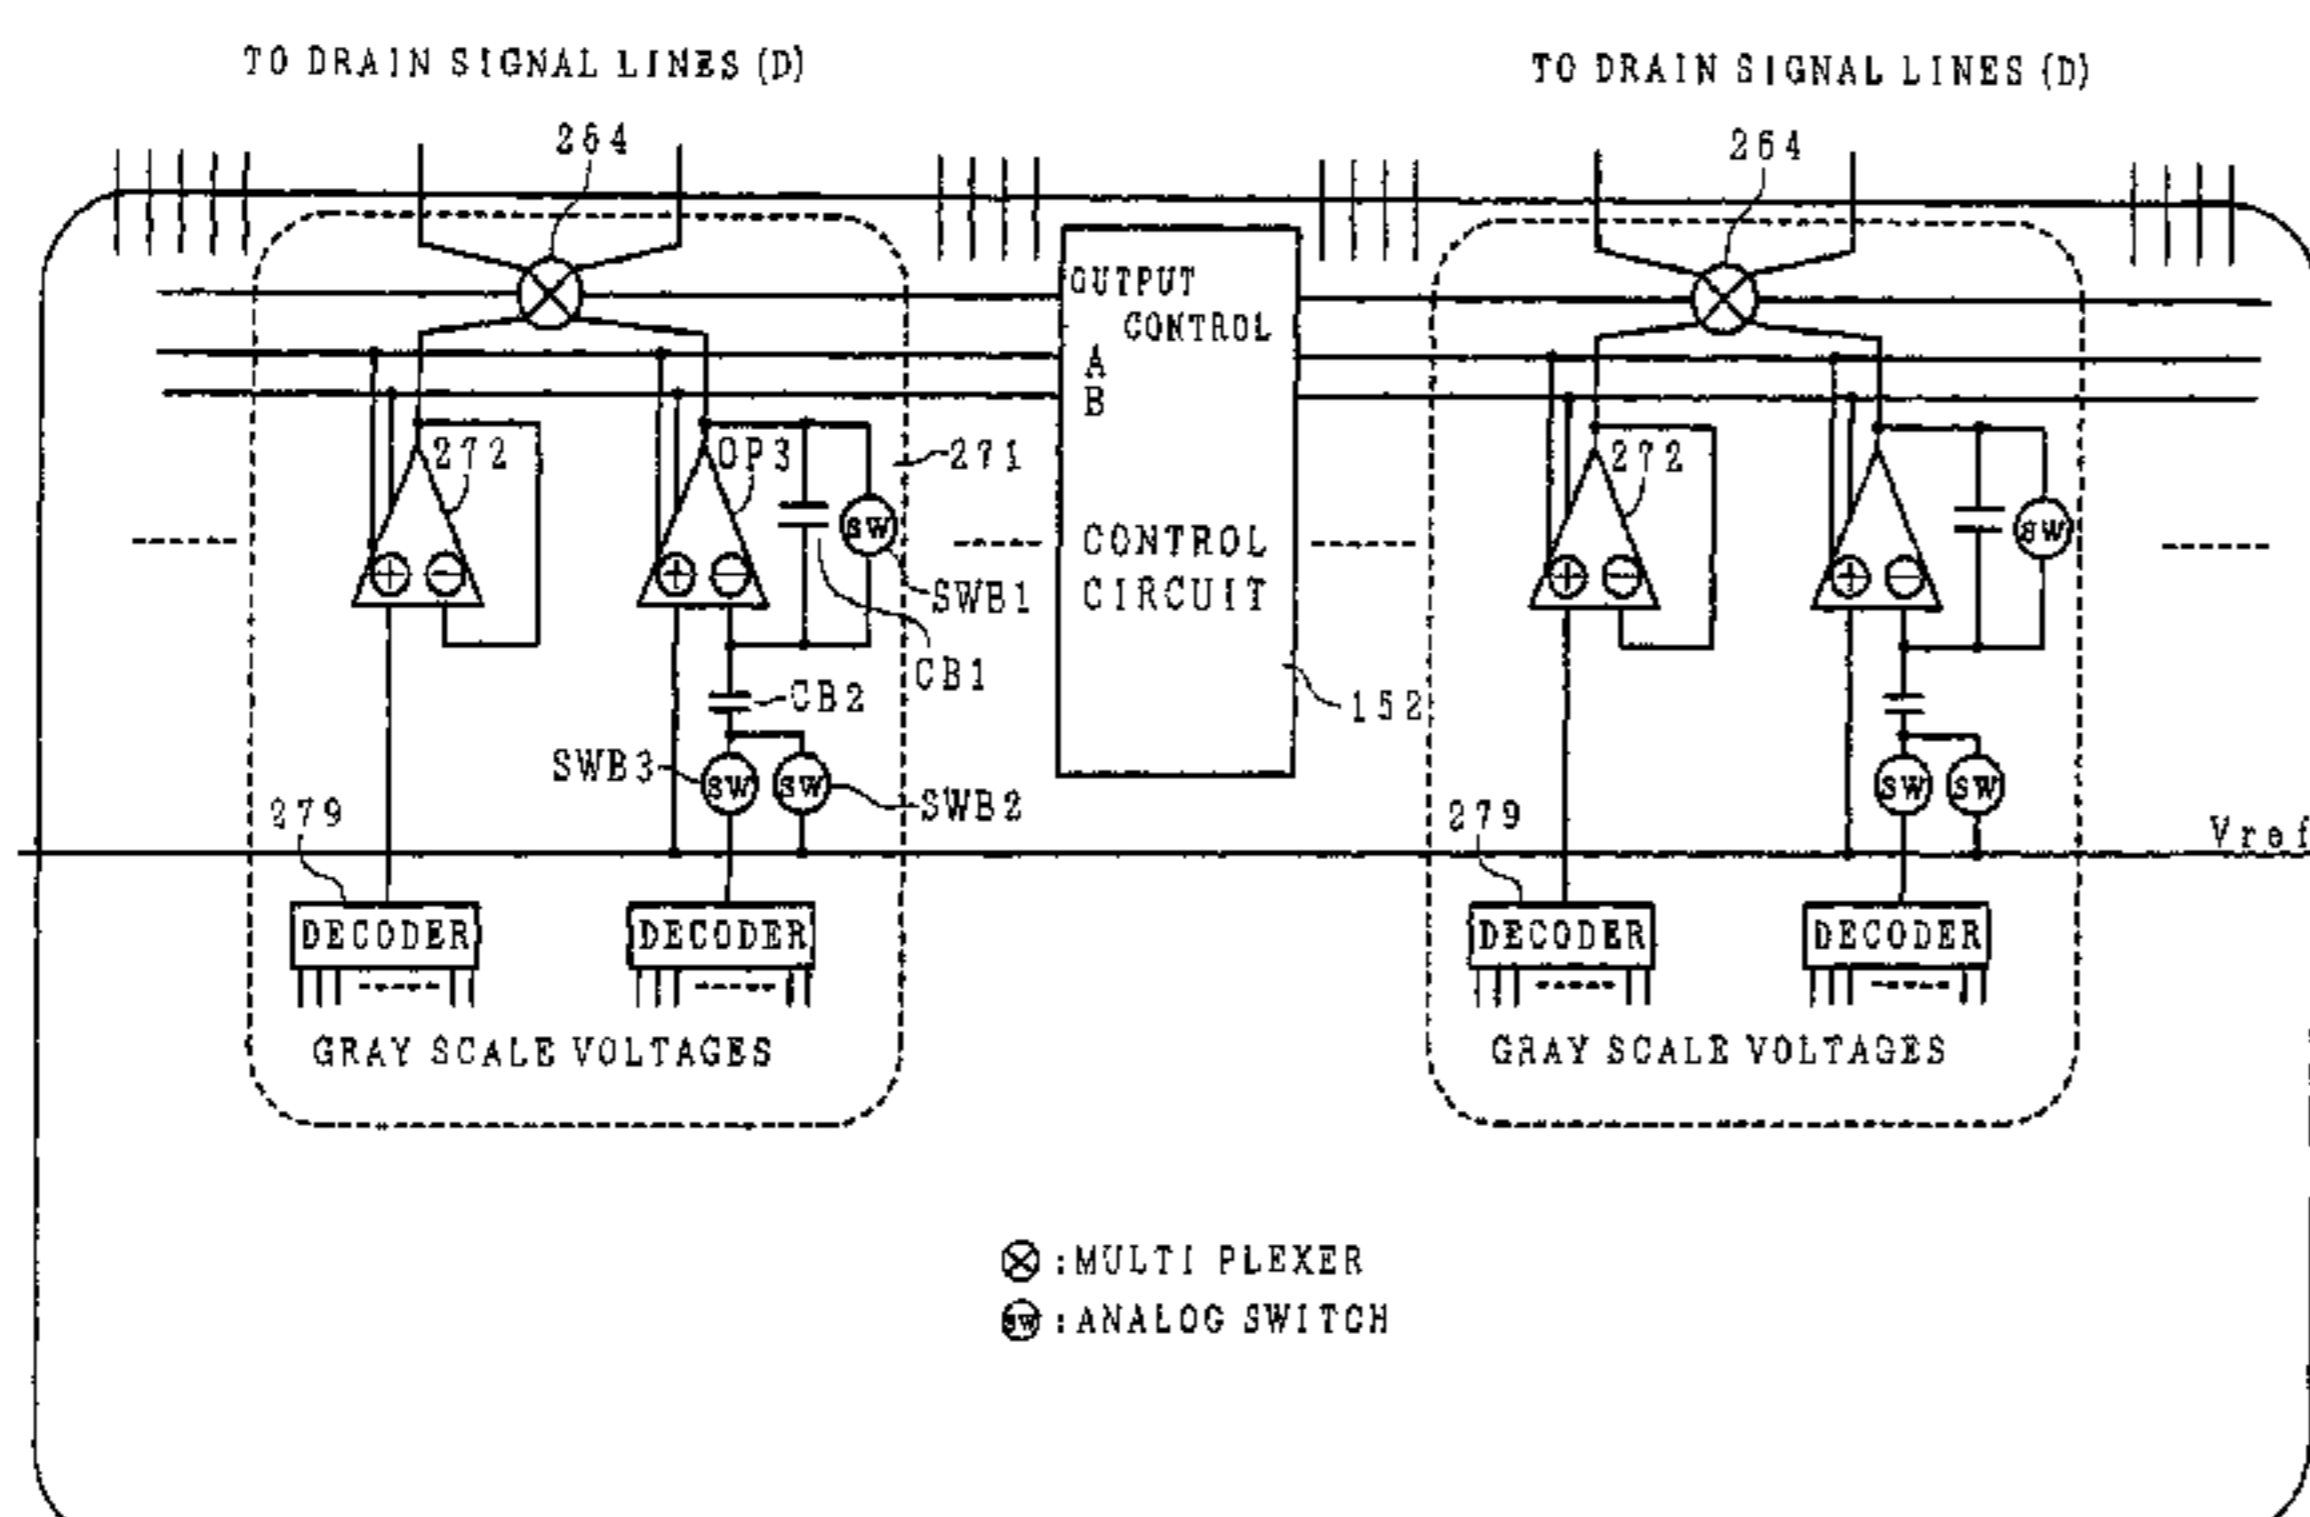 TO DRAIN SIGNAL LINES (D)
TO DRAIN SIGNAL LINES (D)
264
264
OUTPUT
CONTROL
A
B
272
OP3
271
272
SW
SW
CONTROL
CIRCUIT
SWB1
CB1
CB2
152
SWB3
SW
SW
SWB2
SW
SW
279
279
Vref
DECODER
DECODER
DECODER
DECODER
GRAY SCALE VOLTAGES
GRAY SCALE VOLTAGES
:MULTI PLEXER
SW :ANALOG SWITCH